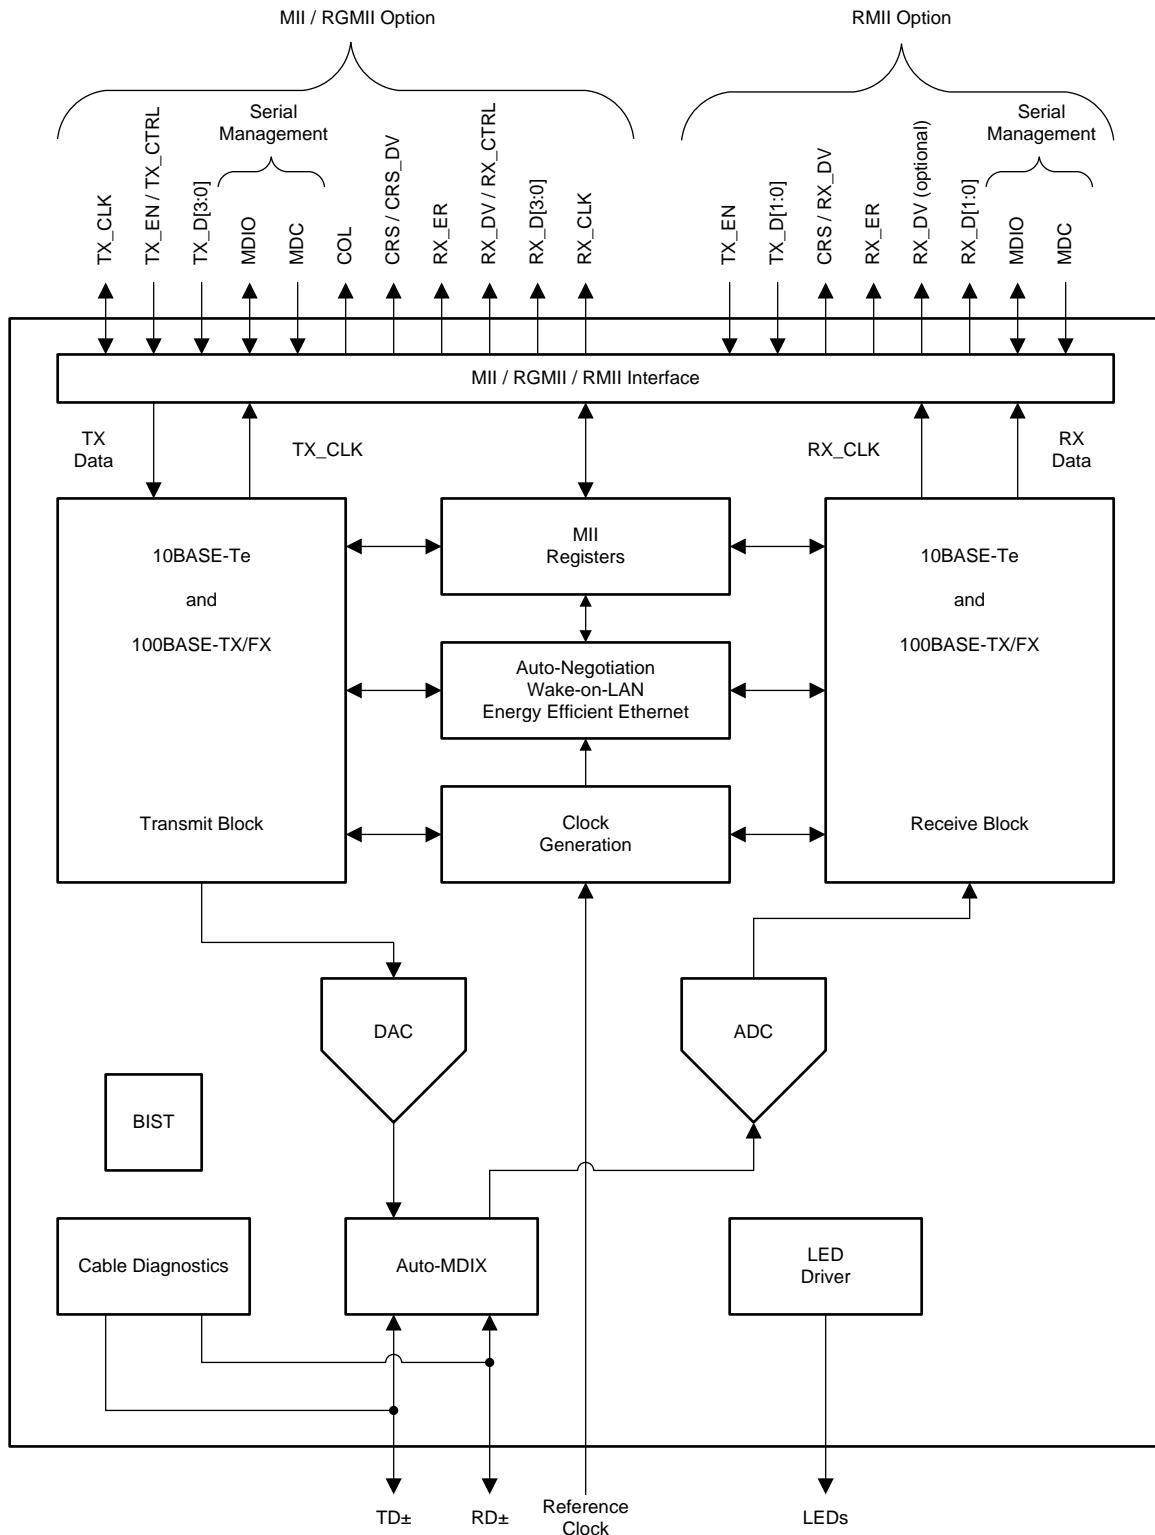 MII / RGMII Option
RMII Option
Serial
Management
Serial
Management
TX_CLK
TX_EN / TX_CTRL
TX_D[3:0]
MDIO
MDC
COL
CRS / CRS_DV
RX_ER
RX_DV / RX_CTRL
RX_D[3:0]
RX_CLK
TX_EN
TX_D[1:0]
CRS / RX_DV
RX_ER
RX_DV (optional)
RX_D[1:0]
MDIO
MDC
MII / RGMII / RMII Interface
TX
Data
TX_CLK
RX_CLK
RX
Data
10BASE-Te
and
100BASE-TX/FX
Transmit Block
MII
Registers
Auto-Negotiation
Wake-on-LAN
Energy Efficient Ethernet
Clock
Generation
10BASE-Te
and
100BASE-TX/FX
Receive Block
DAC
ADC
BIST
Cable Diagnostics
Auto-MDIX
LED
Driver
TD±
RD±
Reference
Clock
LEDs